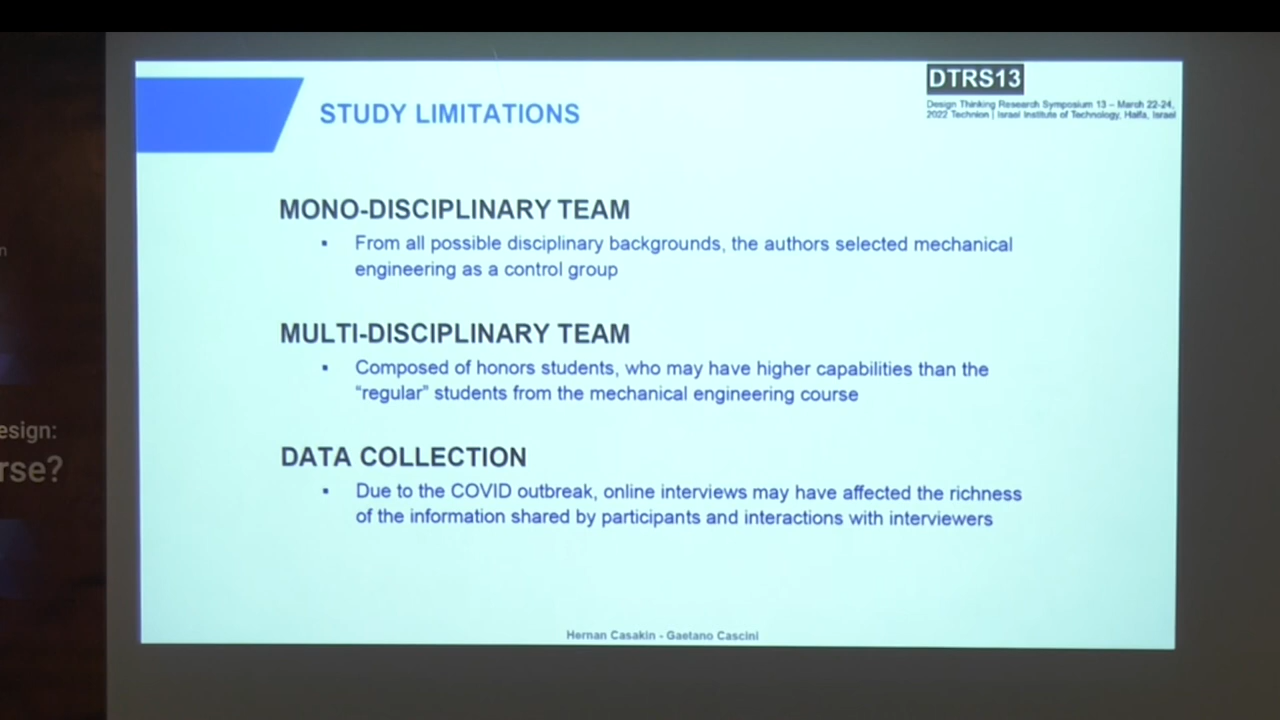 DTRS13
Design Thinking Research Symposium 13 – March 22-24,
2022 Technion | Israel Institute of Technology, Haifa, Israel
STUDY LIMITATIONS
MONO-DISCIPLINARY TEAM
▪ From all possible disciplinary backgrounds, the authors selected mechanical
engineering as a control group
MULTI-DISCIPLINARY TEAM
▪ Composed of honors students, who may have higher capabilities than the
“regular” students from the mechanical engineering course
DATA COLLECTION
▪ Due to the COVID outbreak, online interviews may have affected the richness
of the information shared by participants and interactions with interviewers
Hernan Casakin - Gaetano Cascini
esign:
rse?